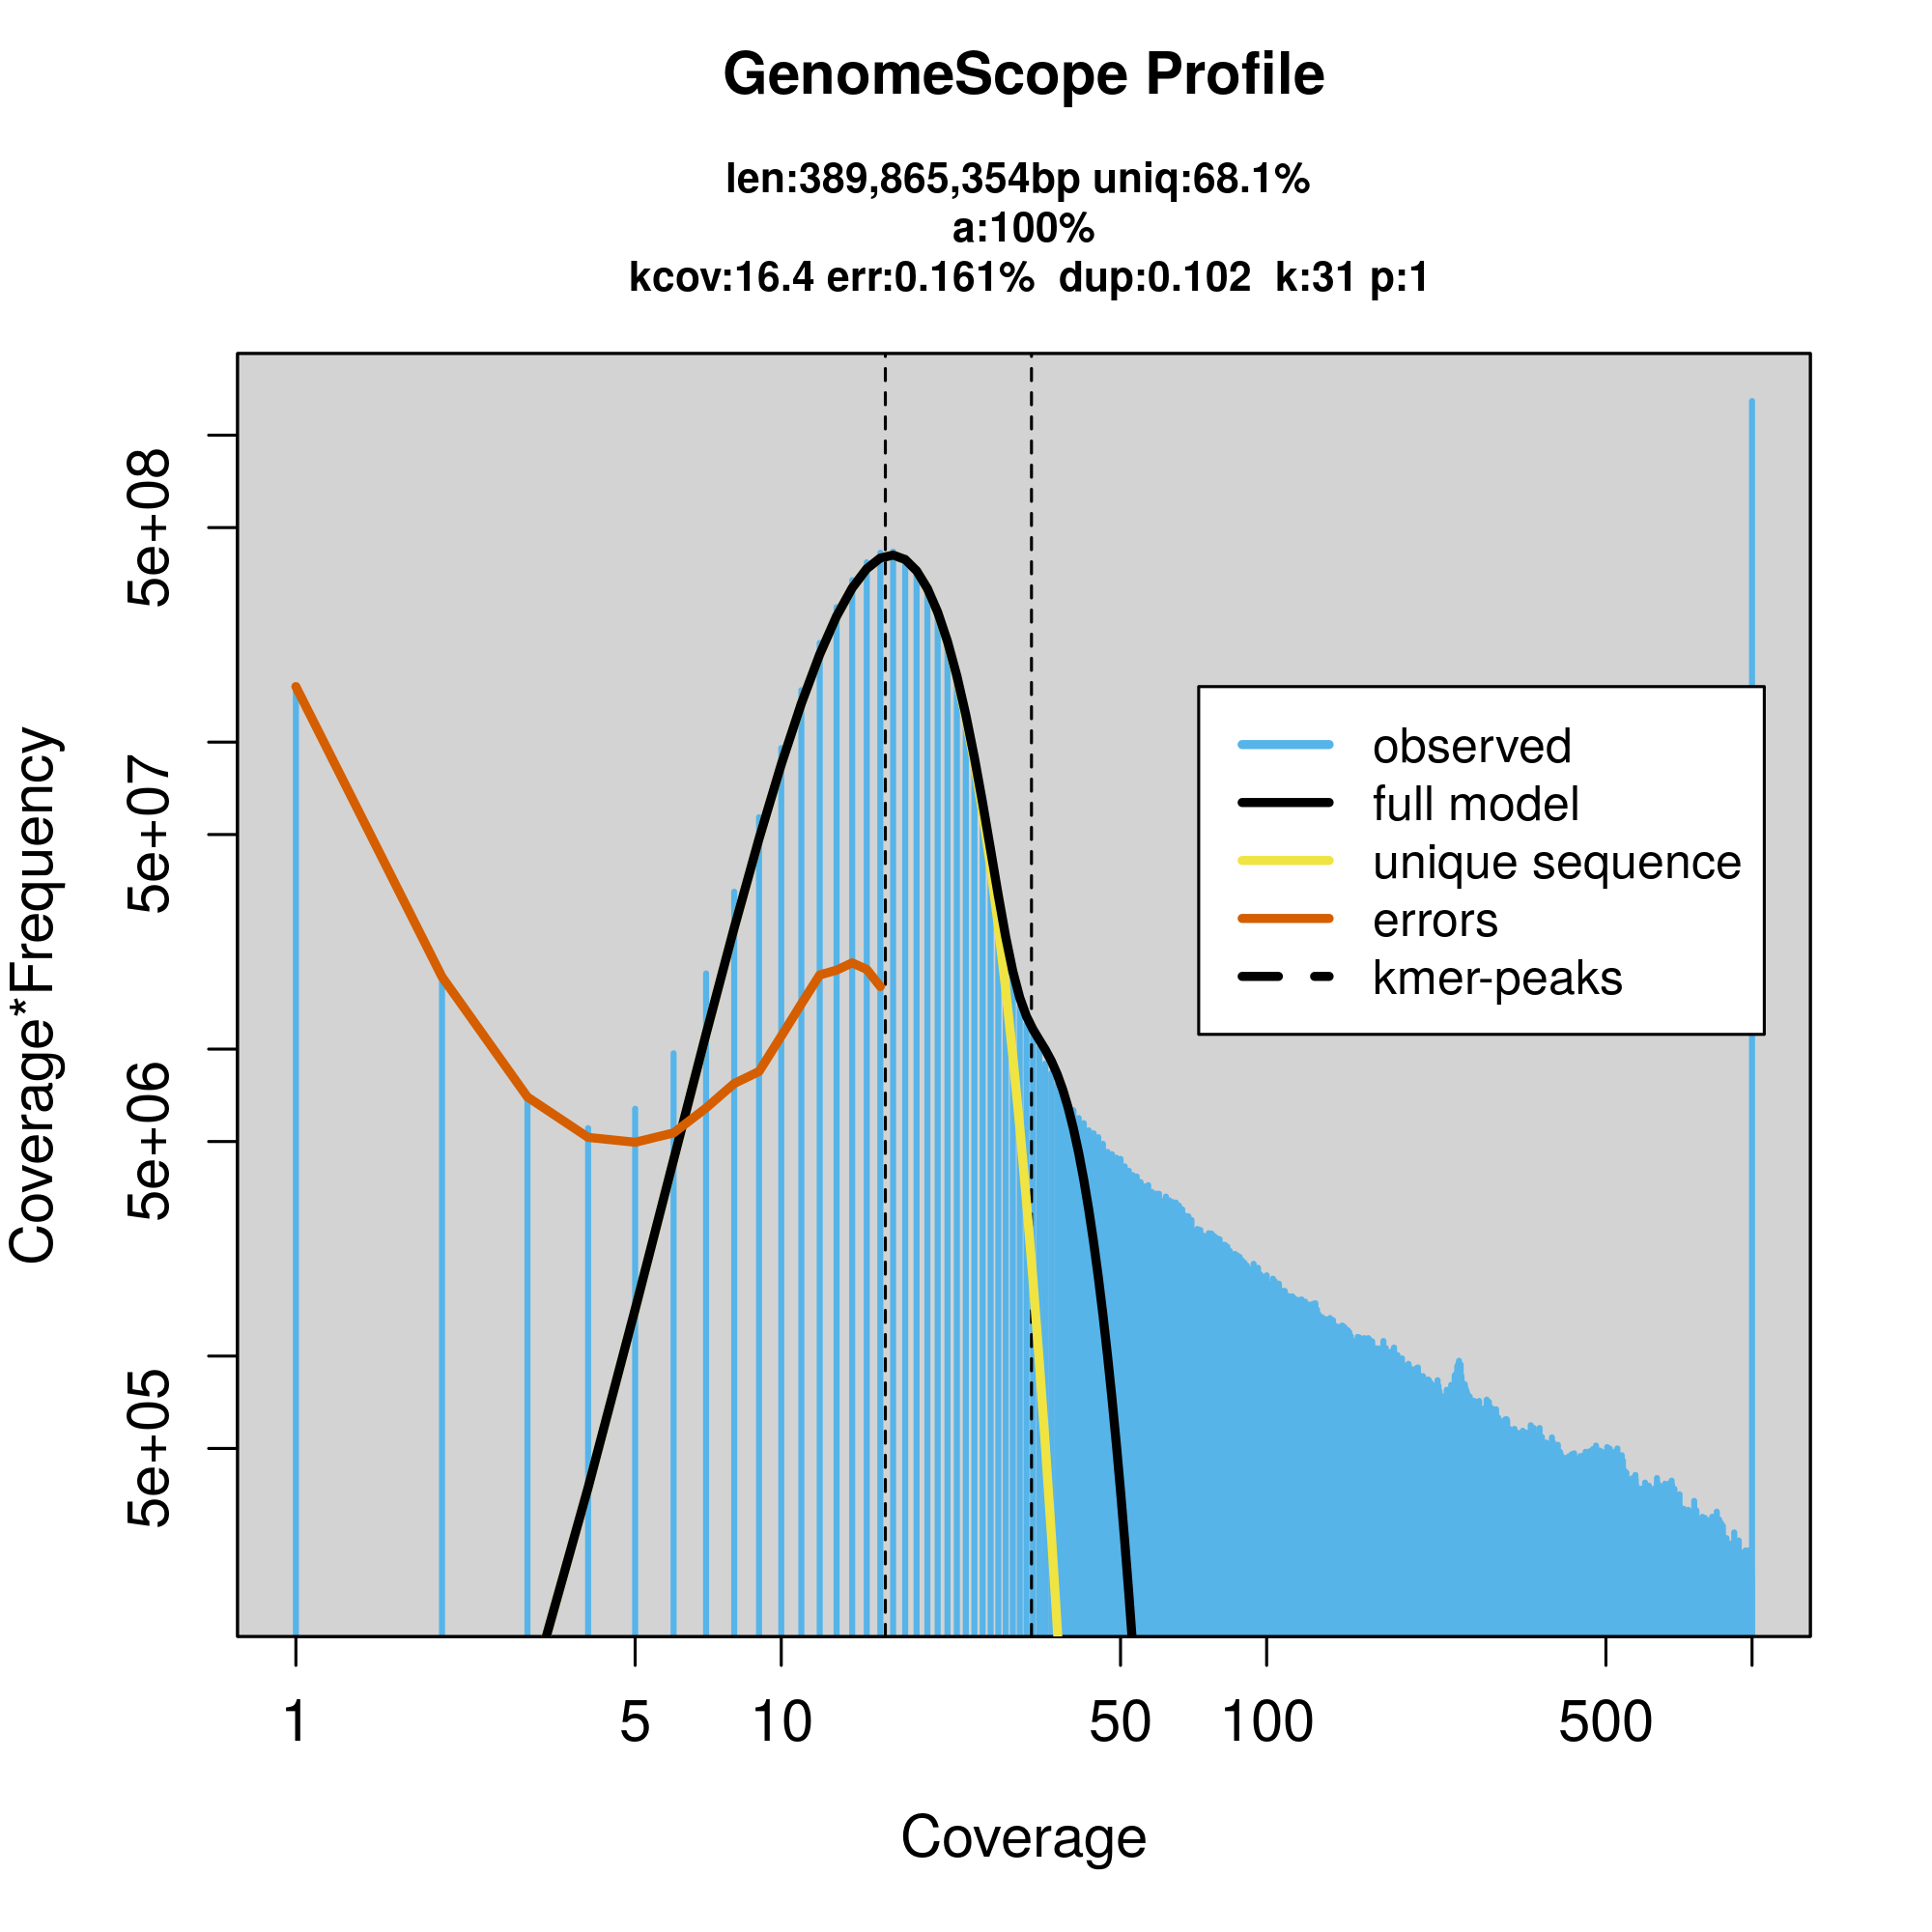 GenomeScope Profile
len:389,865,354bp uniq:68.1%
a:100%
kcov:16.4 err:0.161% dup:0.102 k:31 p:1
Coverage*Frequency
5e+08
5e+07
5e+06
5e+05
observed
full model
unique sequence
errors
kmer-peaks
1 5 10 50 100 500
Coverage